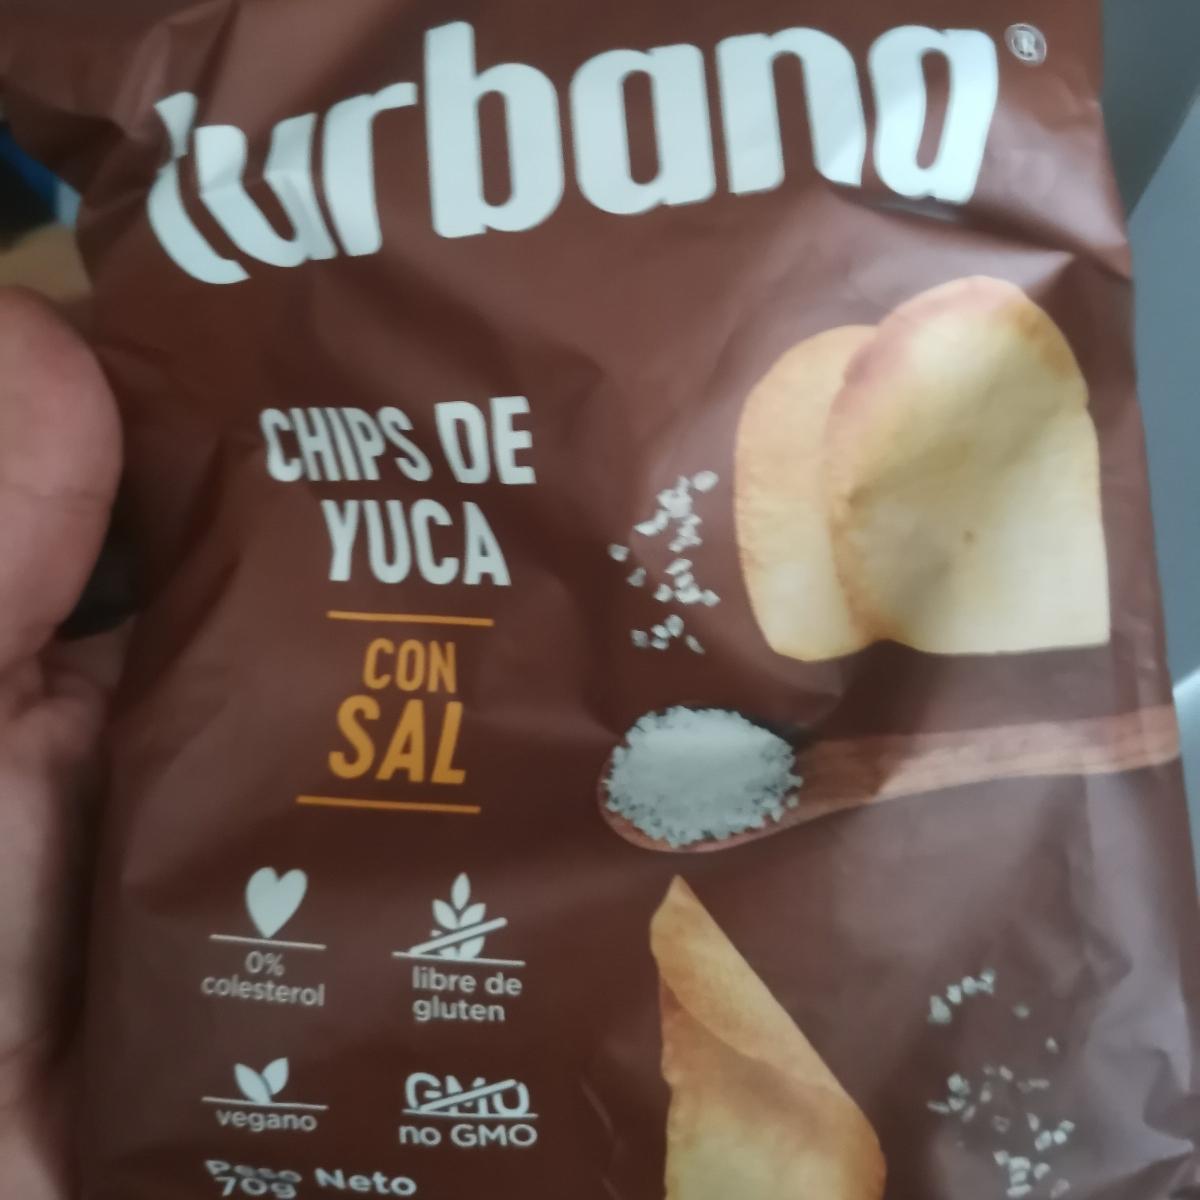 turbana®
CHIPS DE
YUCA
CON
SAL
0%
colesterol
libre de
gluten
vegano
GMO
no GMO
Peso Neto
70g